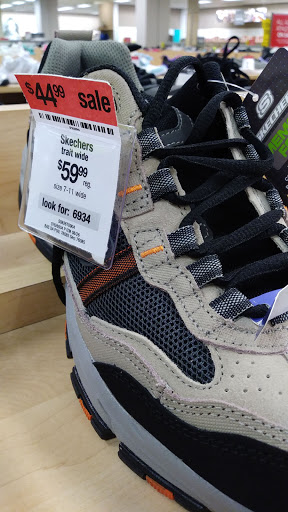 $44.99 sale
Skechers
trail wide
$59.99 reg.
size 7-11 wide
look for: 6934
SKECHERS